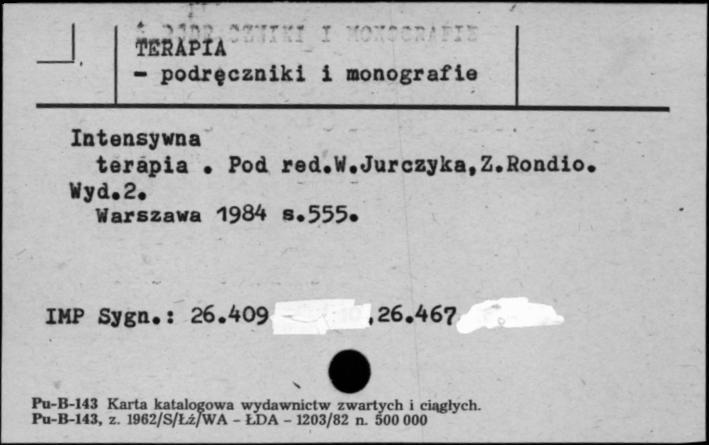 TERAPIA
- podręczniki i monografie
Intensywna
terapia . Pod red.W.Jurczyka,Z.Rondio.
Wyd.2.
Warszawa 1984 s.555.
IMP Sygn.: 26.409 ,26.467
Pu-B-143 Karta katalogowa wydawnictw zwartych i ciągłych.
Pu-B-143, z. 1962/S/Łż/WA - ŁDA - 1203/82 n. 500 000